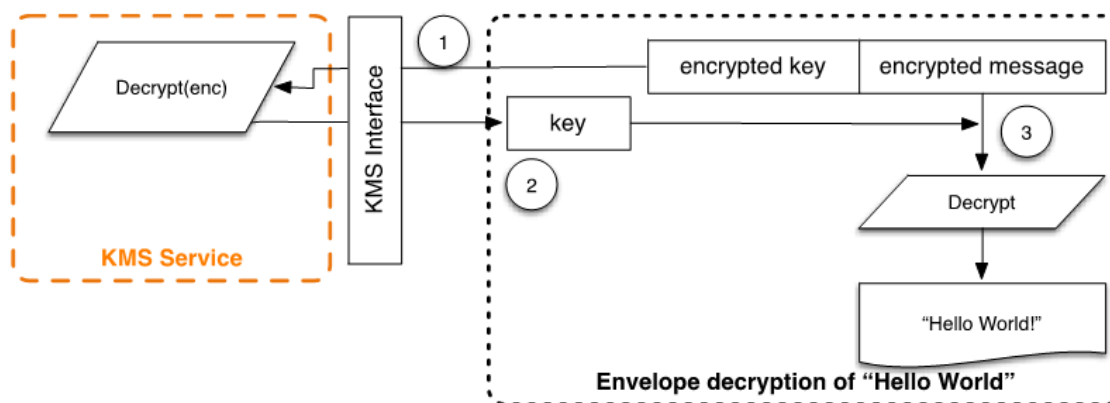 1
encrypted key
encrypted message
Decrypt(enc)
KMS Interface
key
3
2
Decrypt
KMS Service
“Hello World!”
Envelope decryption of “Hello World”